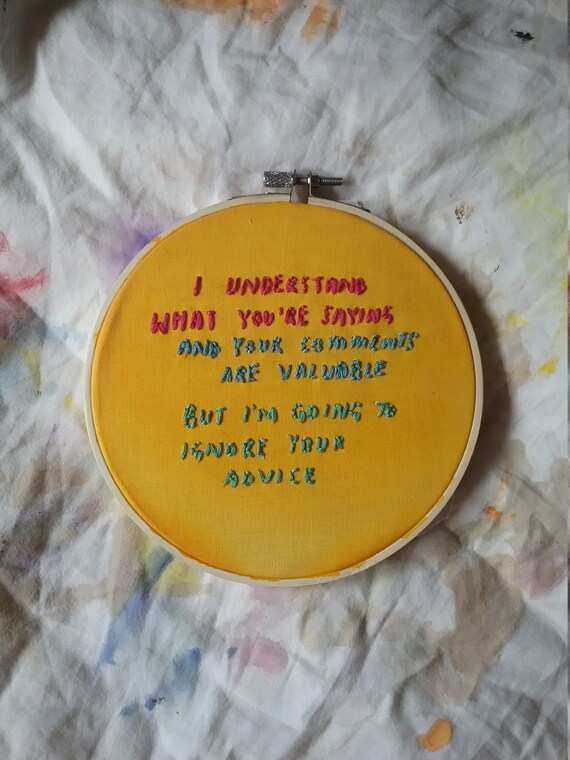 I UNDERSTAND
WHAT YOU'RE SAYING
AND YOUR COMMENTS
ARE VALUABLE
BUT I'M GOING TO
IGNORE YOUR
ADVICE